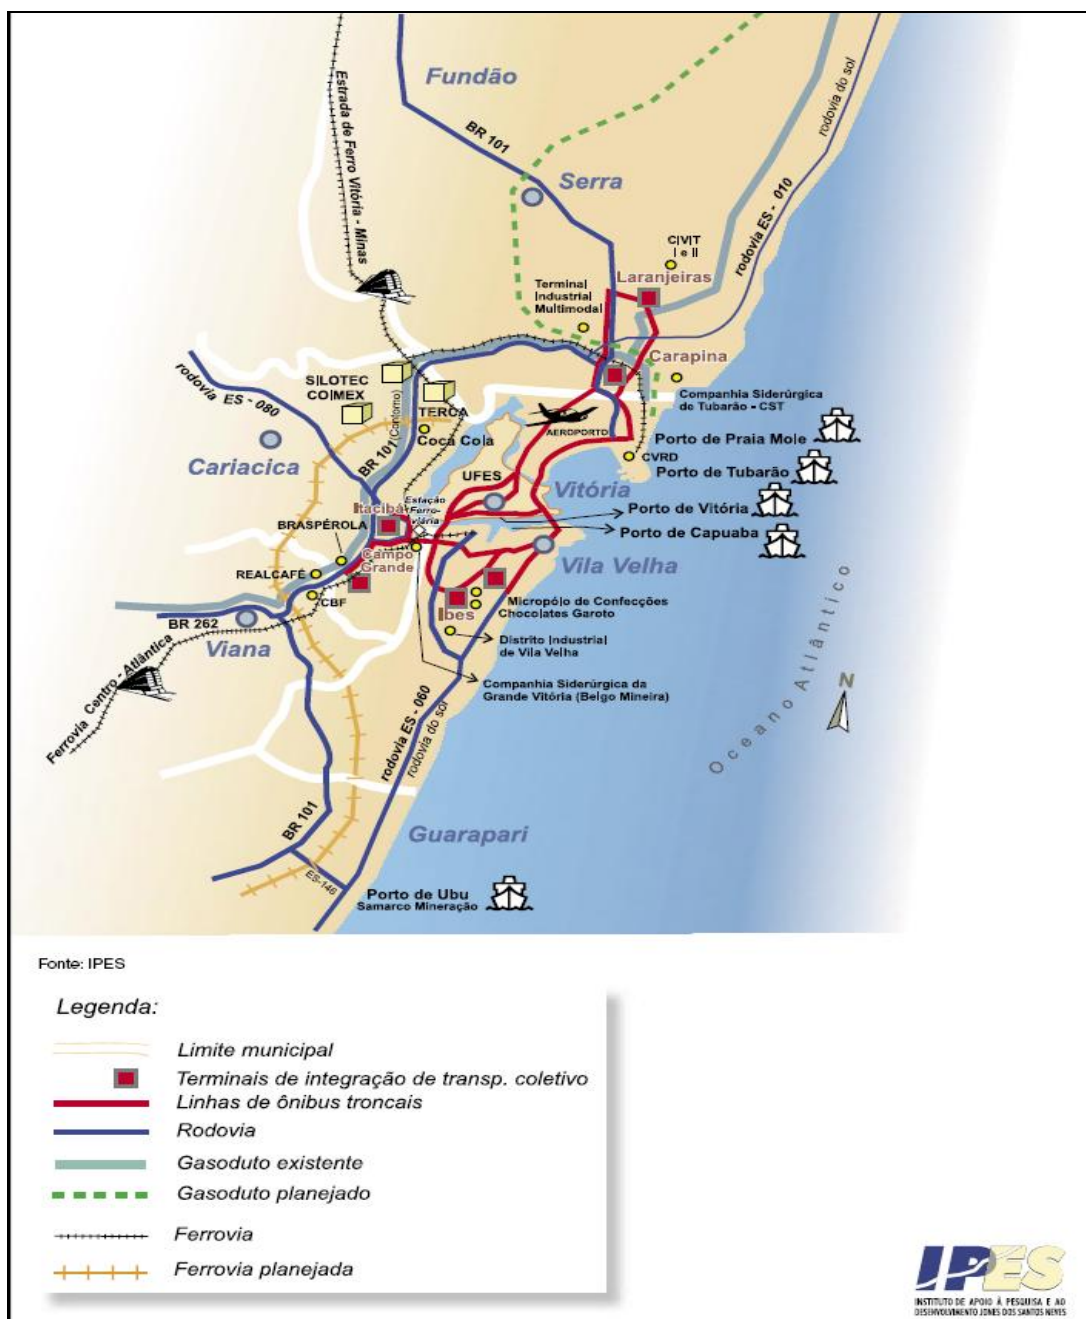 Fundão
Estrada de Ferro Vitória - Minas
BR 101
rodovia do sol
Serra
rodovia ES - 010
CIVIT
I e II
Laranjeiras
Terminal
Industrial
Multimodal
Carapina
rodovia ES -080
SILOTEC
COIMEX
TERCA
Companhia Siderúrgica
de Tubarão - CST
AEROPORTO
BR 101
(Contorno)
Coca Cola
Porto de Praia Mole
Cariacica
CVRD
Porto de Tubarão
UFES
Vitória
Estação
Ferro-
viária
Itacibá
Porto de Vitória
BRASPÉROLA
Porto de Capuaba
Campo
Grande
Vila Velha
REALCAFÉ
CBF
Ibes
Micropólo de Confecções
Chocolates Garoto
BR 262
Viana
Distrito Industrial
de Vila Velha
Oceano Atlântico
N
Ferrovia Centro - Atlântica
Companhia Siderúrgica da
Grande Vitória (Belgo Mineira)
rodovia ES - 060
rodovia do sol
BR 101
Guarapari
ES-146
Porto de Ubu
Samarco Mineração
Fonte: IPES
Legenda:
Limite municipal
Terminais de integração de transp. coletivo
Linhas de ônibus troncais
Rodovia
Gasoduto existente
Gasoduto planejado
Ferrovia
Ferrovia planejada
IPES
INSTITUTO DE APOIO À PESQUISA E AO
DESENVOLVIMENTO JONES DOS SANTOS NEVES